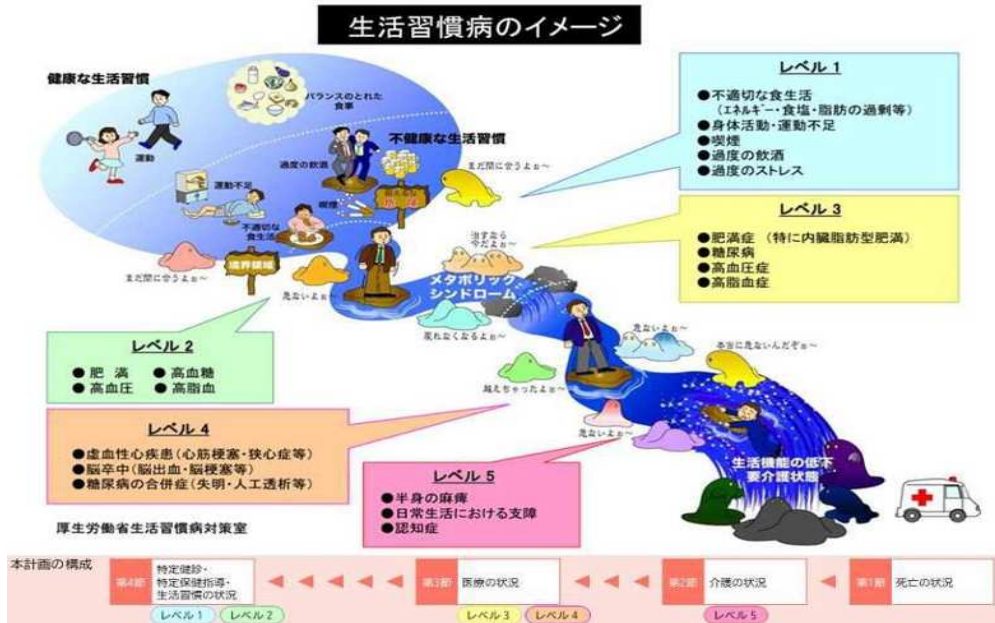 生活習慣病のイメージ
健康な生活習慣
バランスのとれた
食事
運動
不健康な生活習慣
過度の飲酒
まだ間に合うよぉ～
運動不足
喫煙
不適切な
食生活
境界領域
まだ間に合うよぉ～
危ないよぉ～
治すなら
今だよぉ～
メタボリック
シンドローム
戻れなくなるよぉ～
危ないよぉ～
本当に危ないんだぞぉ～
越えちゃったよぉ～
危ないよぉ～
生活機能の低下
要介護状態
レベル 1
●不適切な食生活
(エネルギー・食塩・脂肪の過剰等)
●身体活動・運動不足
●喫煙
●過度の飲酒
●過度のストレス
レベル 3
●肥満症 (特に内臓脂肪型肥満)
●糖尿病
●高血圧症
●高脂血症
レベル 2
●肥 満 ●高血糖
●高血圧 ●高脂血
レベル 4
●虚血性心疾患(心筋梗塞・狭心症等)
●脳卒中(脳出血・脳梗塞等)
●糖尿病の合併症(失明・人工透析等)
レベル 5
●半身の麻痺
●日常生活における支障
●認知症
厚生労働省生活習慣病対策室
本計画の構成
第4節 特定健診・
特定保健指導・
生活習慣の状況
第3節 医療の状況
第2節 介護の状況
第1節 死亡の状況
レベル1 レベル2 レベル3 レベル4 レベル5